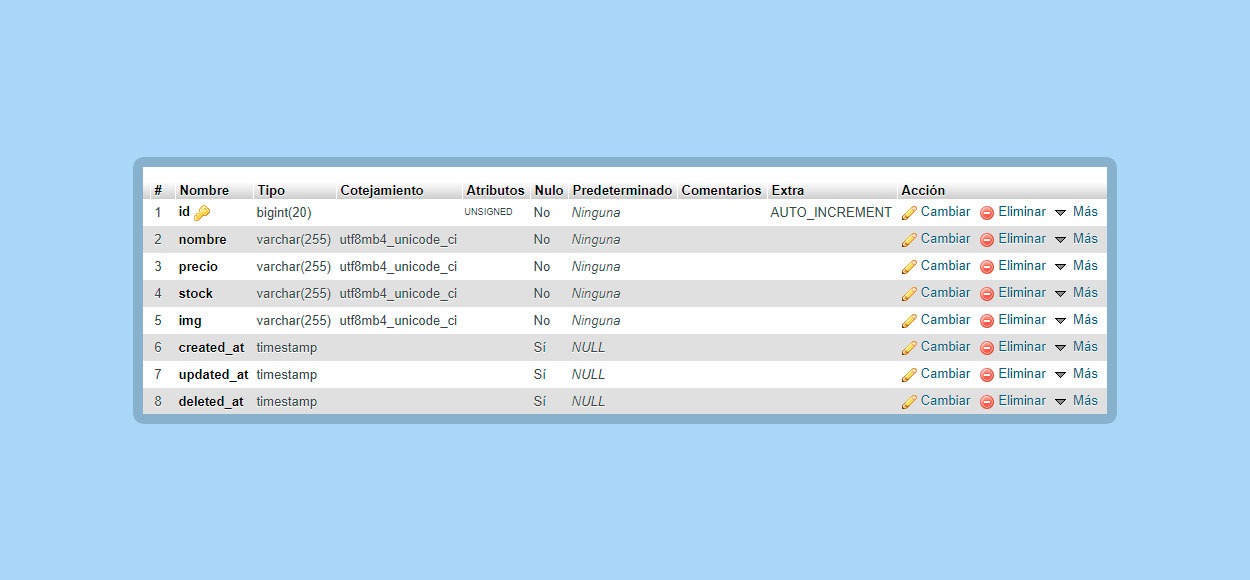 # Nombre Tipo Cotejamiento Atributos Nulo Predeterminado Comentarios Extra Acción
1 id bigint(20) UNSIGNED No Ninguna AUTO_INCREMENT Cambiar Eliminar Más
2 nombre varchar(255) utf8mb4_unicode_ci No Ninguna Cambiar Eliminar Más
3 precio varchar(255) utf8mb4_unicode_ci No Ninguna Cambiar Eliminar Más
4 stock varchar(255) utf8mb4_unicode_ci No Ninguna Cambiar Eliminar Más
5 img varchar(255) utf8mb4_unicode_ci No Ninguna Cambiar Eliminar Más
6 created_at timestamp Sí NULL Cambiar Eliminar Más
7 updated_at timestamp Sí NULL Cambiar Eliminar Más
8 deleted_at timestamp Sí NULL Cambiar Eliminar Más